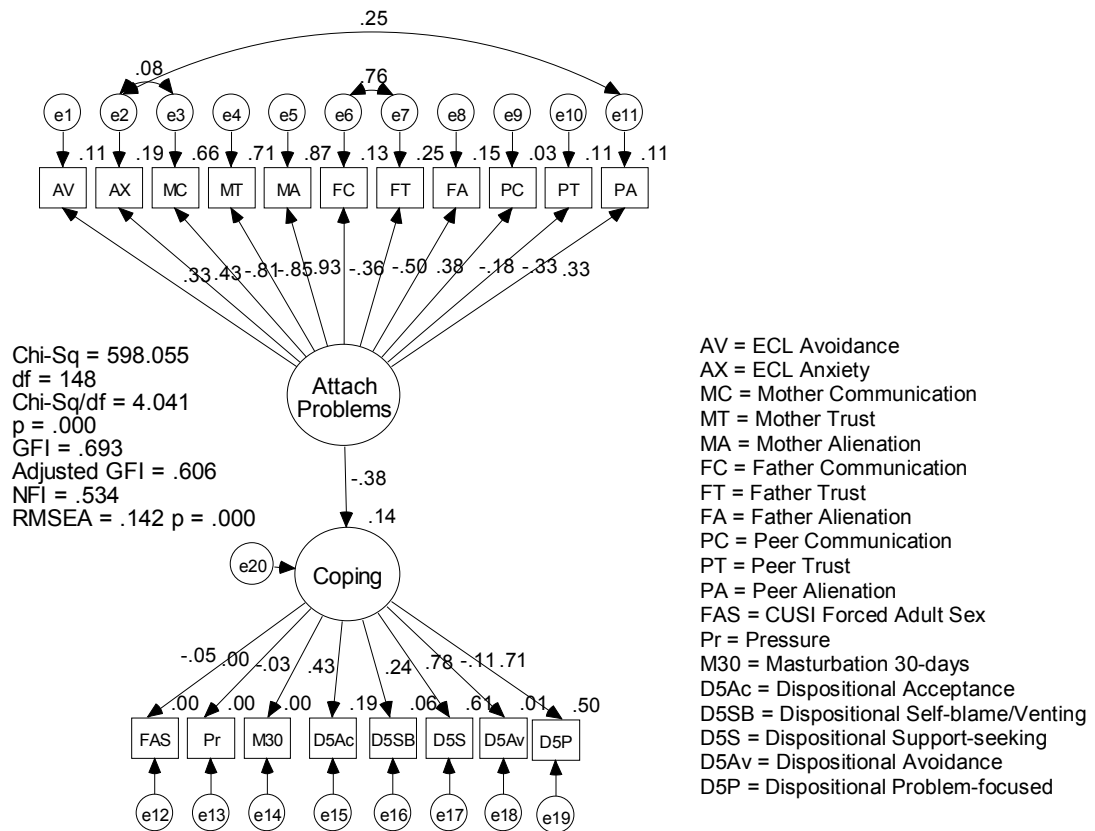 .25
.08
.76
e1 e2 e3 e4 e5 e6 e7 e8 e9 e10 e11
.11 .19 .66 .71 .87 .13 .25 .15 .03 .11 .11
AV AX MC MT MA FC FT FA PC PT PA
.33 .43 -.81 -.85 .93 -.36 -.50 .38 -.18 -.33 .33
Chi-Sq = 598.055
df = 148
Chi-Sq/df = 4.041
p = .000
GFI = .693
Adjusted GFI = .606
NFI = .534
RMSEA = .142 p = .000
Attach
Problems
-.38
.14
e20
Coping
-.05 .00 -.03 .43 .24 .78 -.11 .71
.00 .00 .00 .19 .06 .61 .01 .50
FAS Pr M30 D5Ac D5SB D5S D5Av D5P
e12 e13 e14 e15 e16 e17 e18 e19
AV = ECL Avoidance
AX = ECL Anxiety
MC = Mother Communication
MT = Mother Trust
MA = Mother Alienation
FC = Father Communication
FT = Father Trust
FA = Father Alienation
PC = Peer Communication
PT = Peer Trust
PA = Peer Alienation
FAS = CUSI Forced Adult Sex
Pr = Pressure
M30 = Masturbation 30-days
D5Ac = Dispositional Acceptance
D5SB = Dispositional Self-blame/Venting
D5S = Dispositional Support-seeking
D5Av = Dispositional Avoidance
D5P = Dispositional Problem-focused